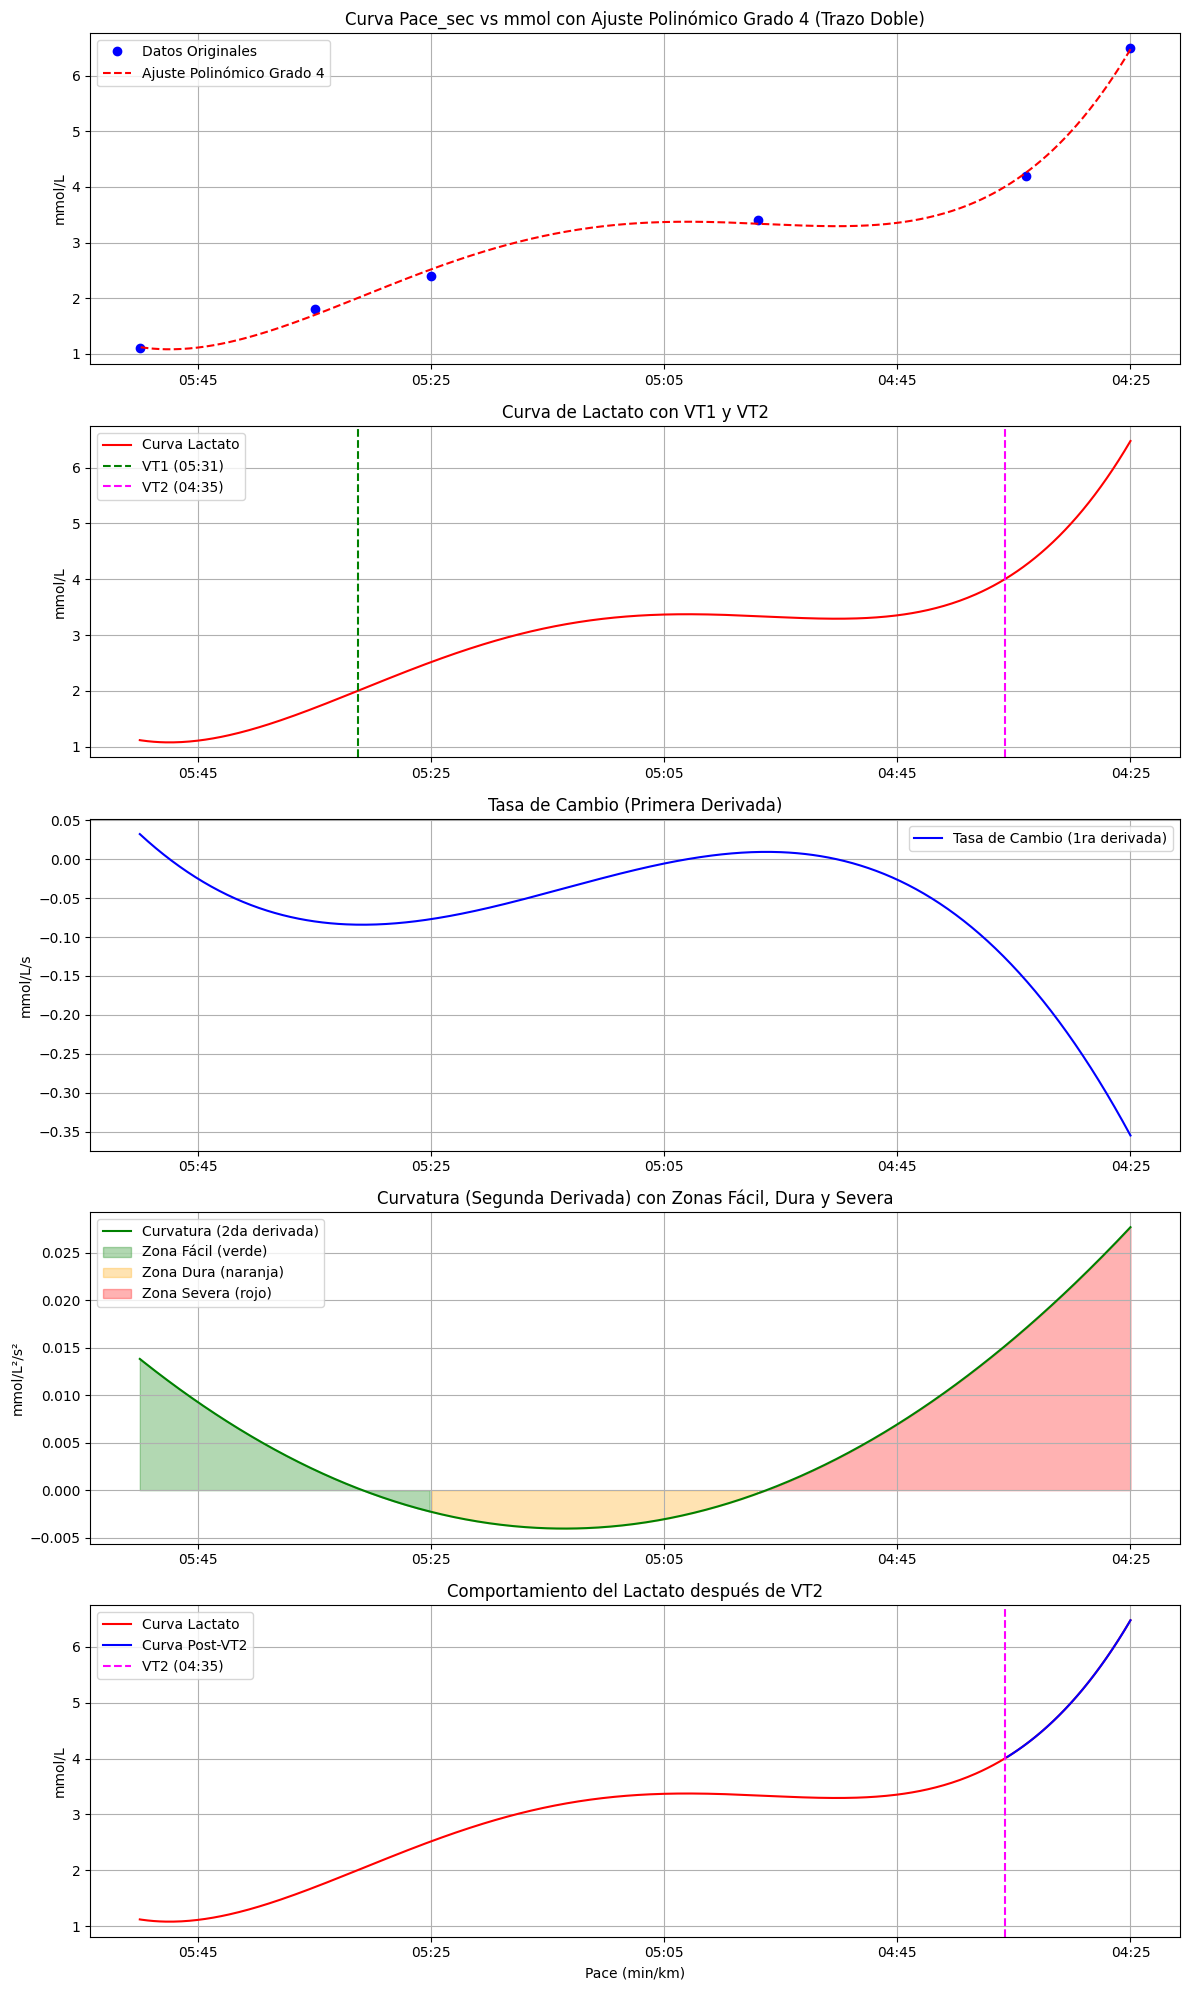 Curva Pace_sec vs mmol con Ajuste Polinómico Grado 4 (Trazo Doble)
Datos Originales
Ajuste Polinómico Grado 4
6
5
4
3
2
1
mmol/L
05:45 05:25 05:05 04:45 04:25
Curva de Lactato con VT1 y VT2
Curva Lactato
VT1 (05:31)
VT2 (04:35)
6
5
4
3
2
1
mmol/L
05:45 05:25 05:05 04:45 04:25
Tasa de Cambio (Primera Derivada)
Tasa de Cambio (1ra derivada)
0.05
0.00
−0.05
−0.10
−0.15
−0.20
−0.25
−0.30
−0.35
mmol/L/s
05:45 05:25 05:05 04:45 04:25
Curvatura (Segunda Derivada) con Zonas Fácil, Dura y Severa
Curvatura (2da derivada)
Zona Fácil (verde)
Zona Dura (naranja)
Zona Severa (rojo)
0.025
0.020
0.015
0.010
0.005
0.000
−0.005
mmol/L²/s²
05:45 05:25 05:05 04:45 04:25
Comportamiento del Lactato después de VT2
Curva Lactato
Curva Post-VT2
VT2 (04:35)
6
5
4
3
2
1
mmol/L
05:45 05:25 05:05 04:45 04:25
Pace (min/km)